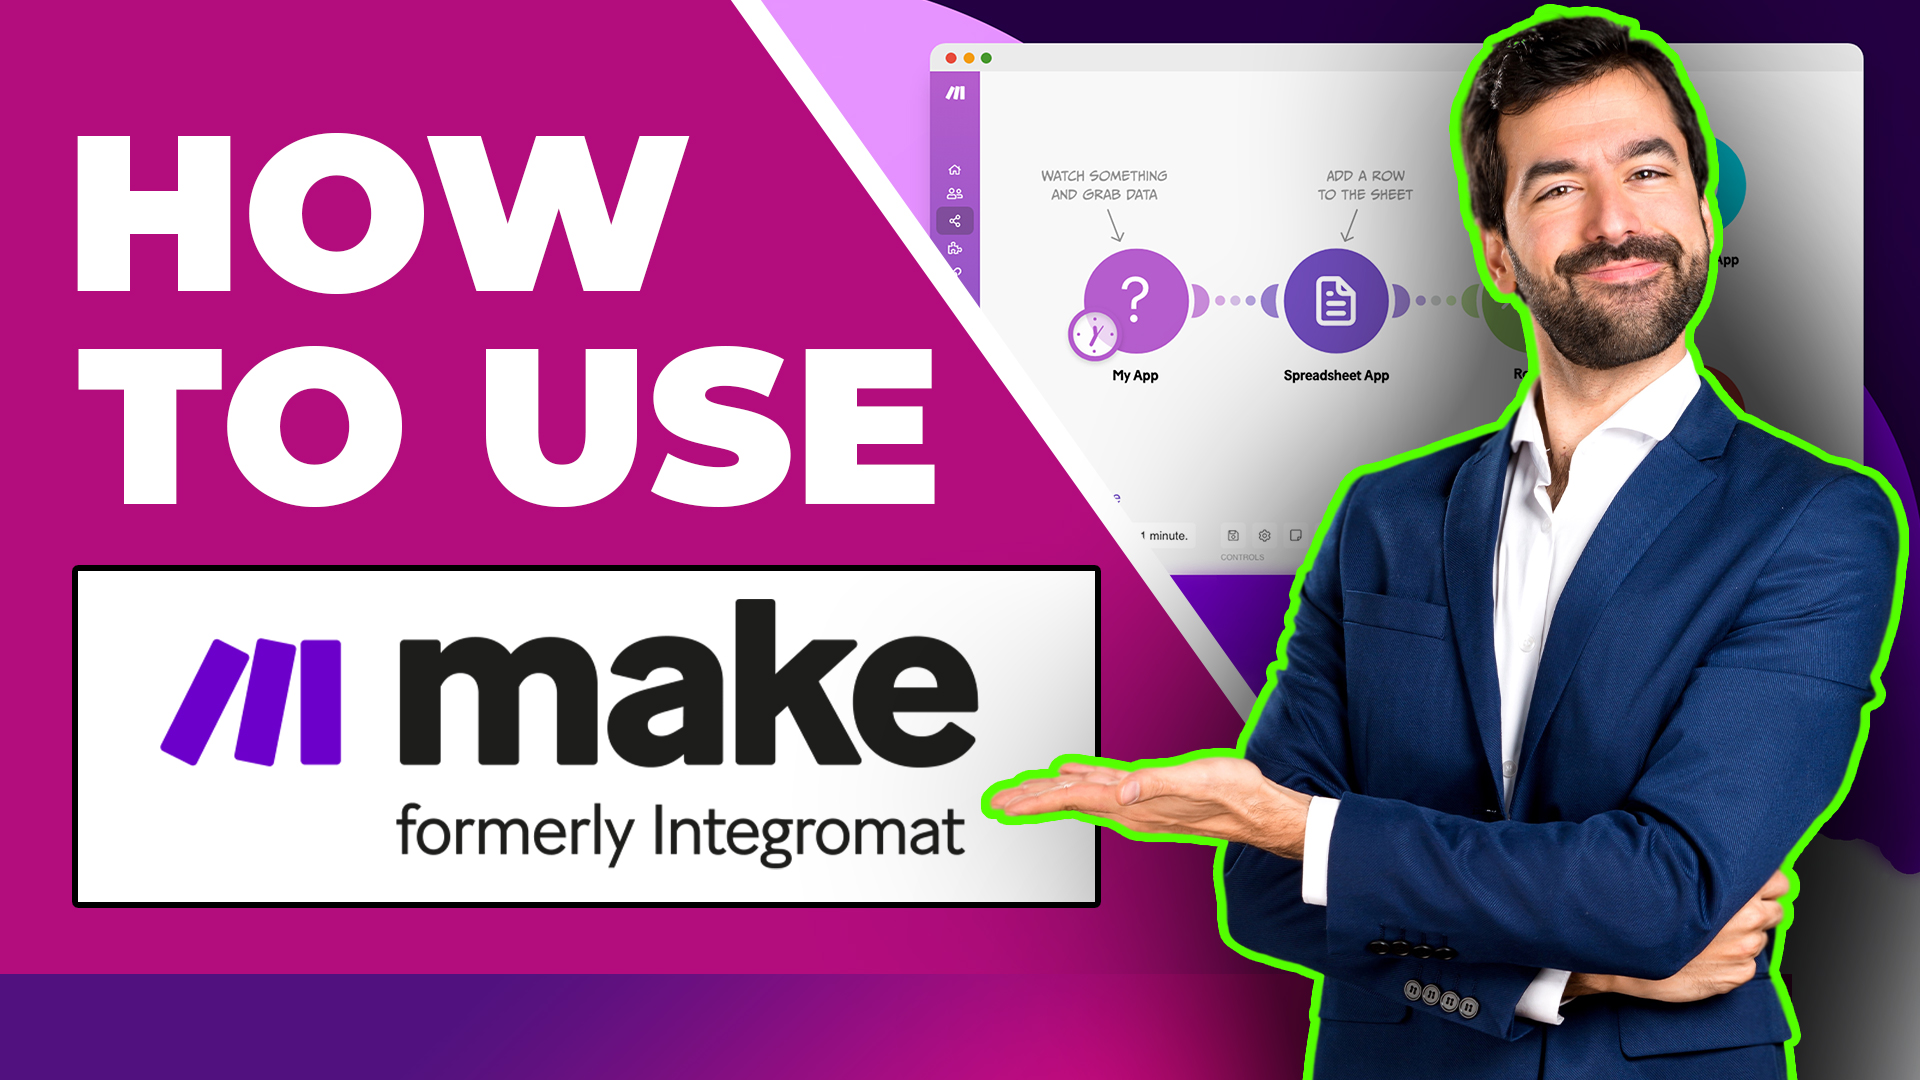 HOW
TO USE
make
formerly Integromat
WATCH SOMETHING
AND GRAB DATA
ADD A ROW
TO THE SHEET
?
My App
Spreadsheet App
1 minute.
CONTROLS